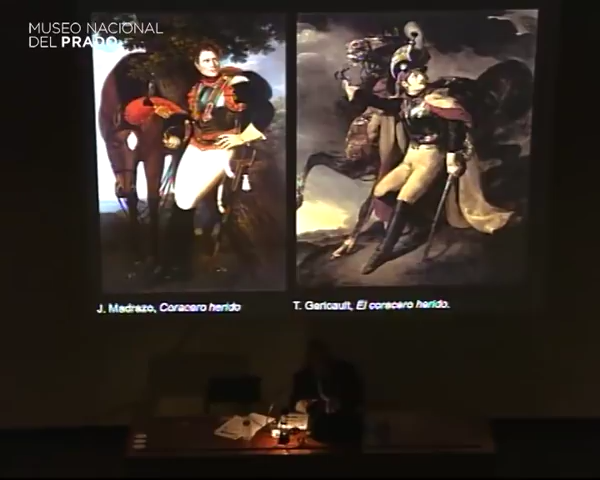 MUSEO NACIONAL
DEL PRADO
J. Madrazo, Coracero herido
T. Gericault, El coracero herido.